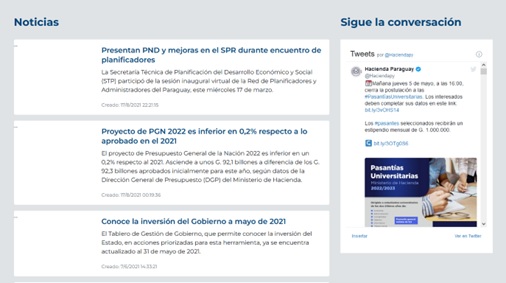 Noticias
Presentan PND y mejoras en el SPR durante encuentro de
planificadores
La Secretaría Técnica de Planificación del Desarrollo Económico y Social
(STP) participó de la sesión inaugural virtual de la Red de Planificadores y
Administradores del Paraguay, este miércoles 17 de marzo.
Creado: 17/8/2021 22:21:15
Proyecto de PGN 2022 es inferior en 0,2% respecto a lo
aprobado en el 2021
El proyecto de Presupuesto General de la Nación 2022 es inferior en un
0,2% respecto al 2021. Asciende a unos G. 92,1 billones a diferencia de los G.
92,3 billones aprobados inicialmente para este año, según datos de la
Dirección General de Presupuesto (DGP) del Ministerio de Hacienda.
Creado: 17/8/2021 00:19:36
Conoce la inversión del Gobierno a mayo de 2021
El Tablero de Gestión de Gobierno, que permite conocer la inversión del
Estado, en acciones priorizadas para esta herramienta, ya se encuentra
actualizado al 31 de mayo de 2021.
Creado: 7/6/2021 14:33:21
Sigue la conversación
Tweets por @Haciendapy
Hacienda Paraguay
@Haciendapy
Mañana jueves 5 de mayo, a las 16:00,
cierra la postulación a las
#PasantíasUniversitarias. Los interesados
deben completar sus datos en este link:
Los #pasantes seleccionados recibirán un
estipendio mensual de G. 1.000.000.
Pasantías
Universitarias
Ministerio de Hacienda
2022/2023
Insertar
Ver en Twitter